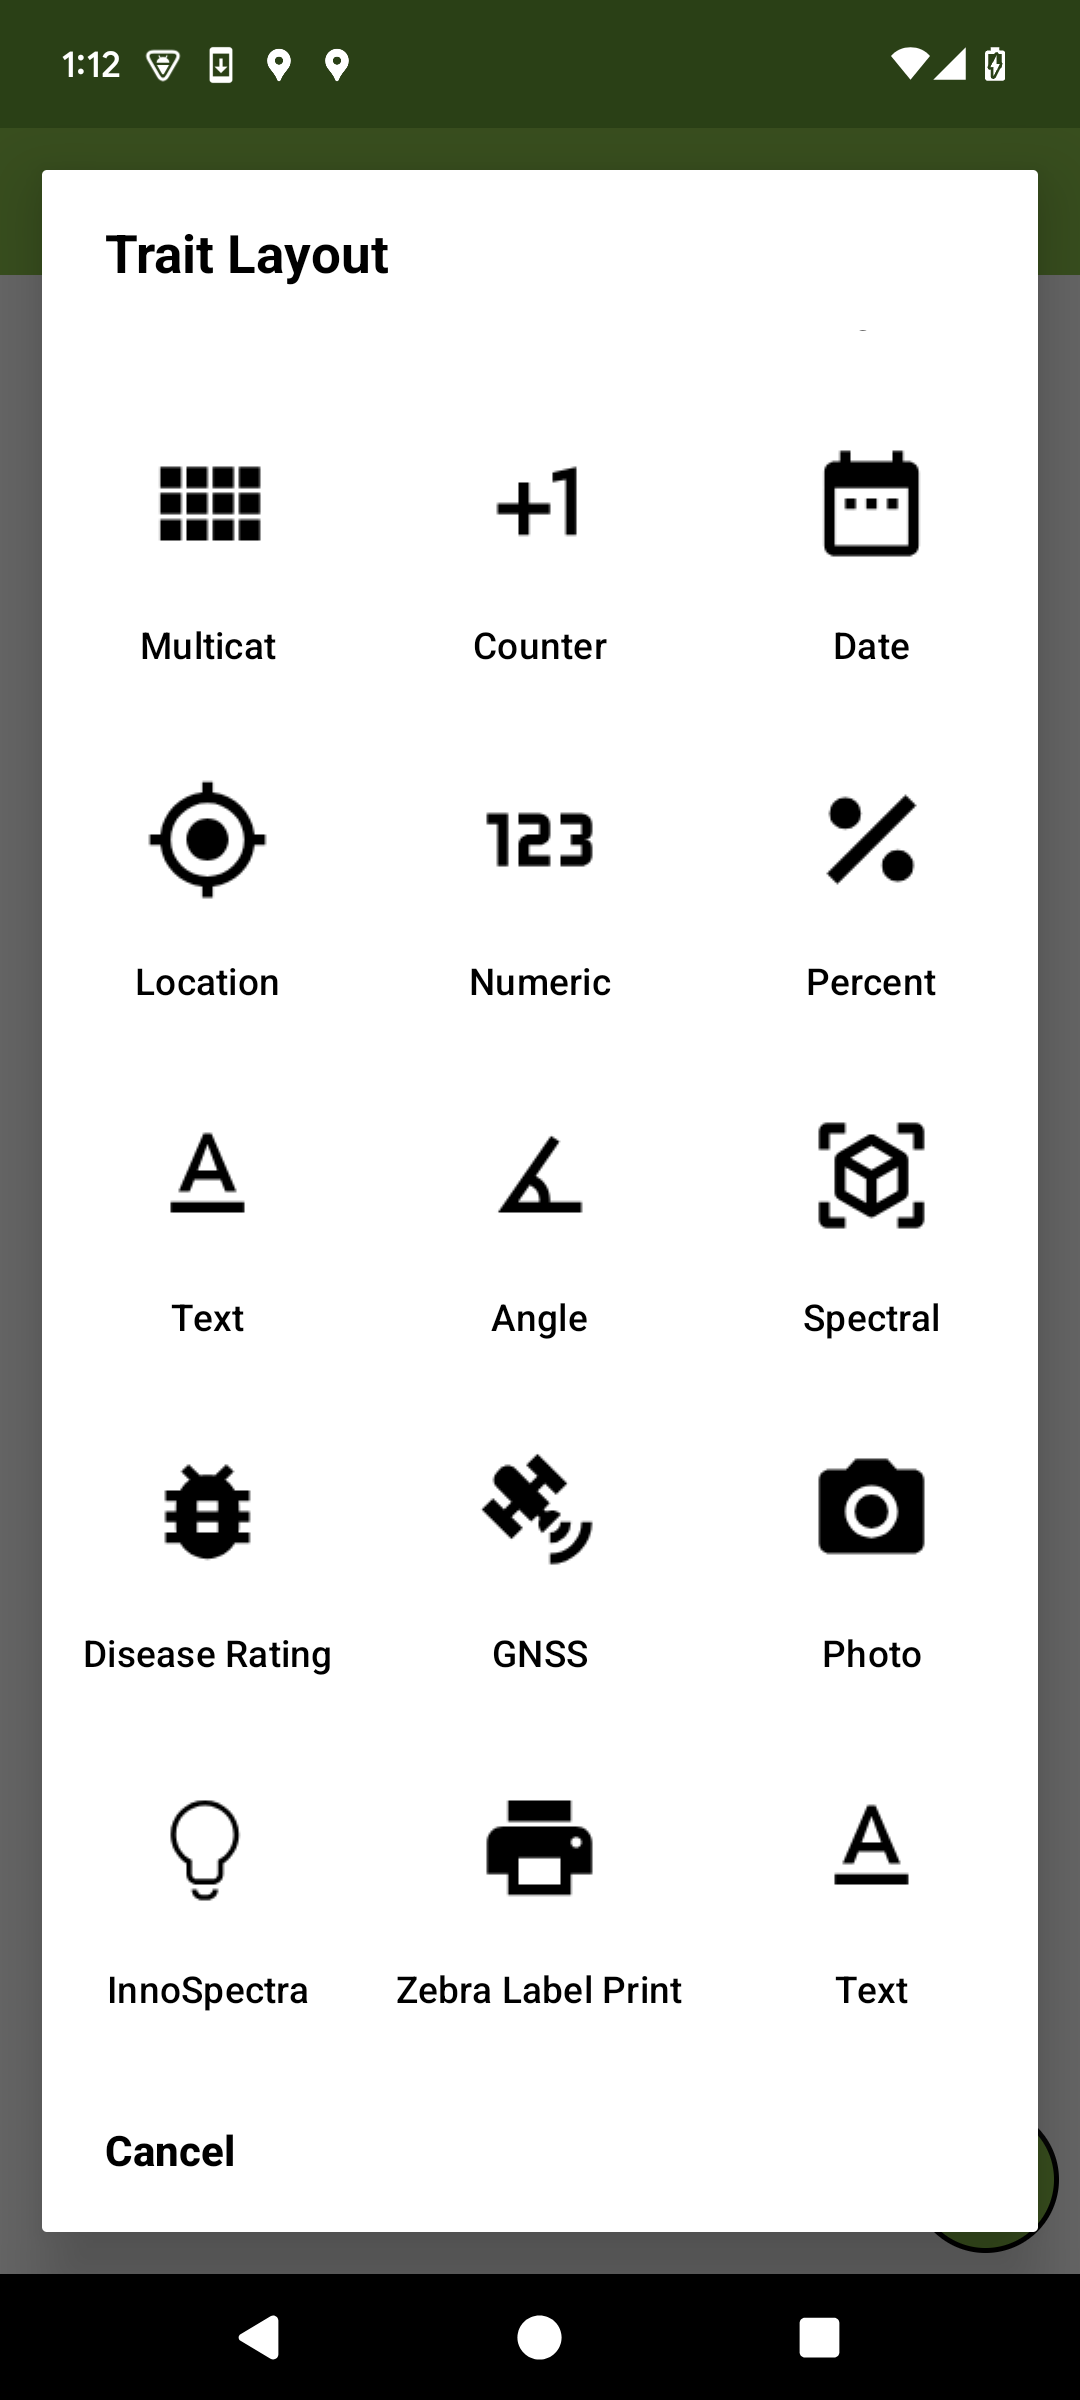 1:12
Trait Layout
+1
Multicat Counter Date
123
Location Numeric Percent
A
Text Angle Spectral
Disease Rating GNSS Photo
A
InnoSpectra Zebra Label Print Text
Cancel